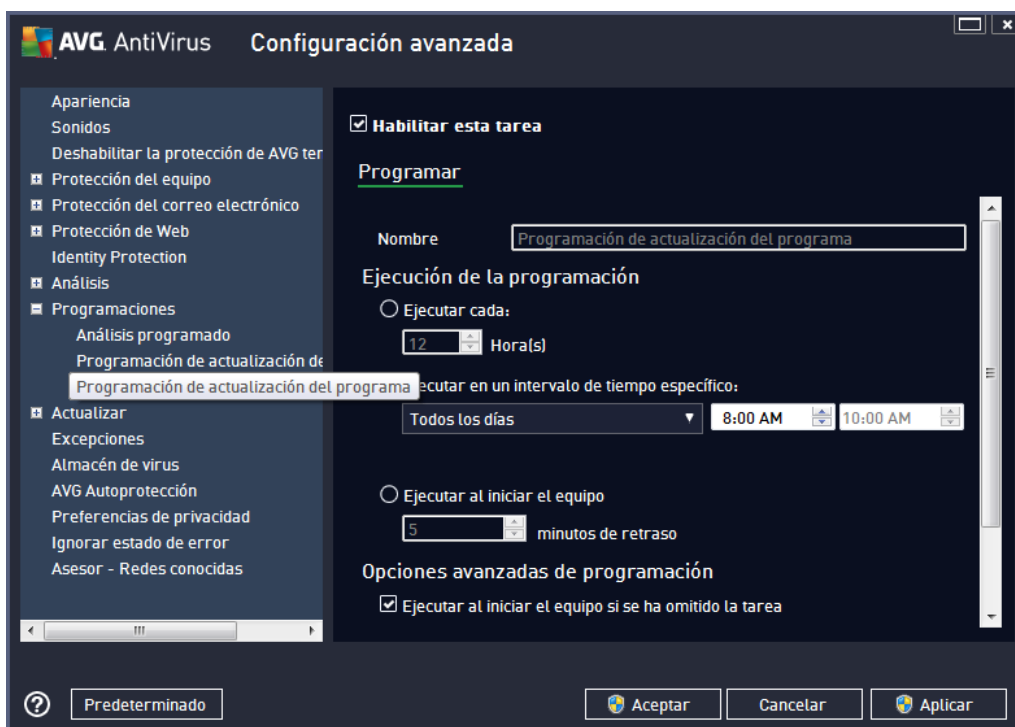 AVG. AntiVirus Configuración avanzada
Apariencia
Sonidos
Deshabilitar la protección de AVG ter
Protección del equipo
Protección del correo electrónico
Protección de Web
Identity Protection
Análisis
Programaciones
Análisis programado
Programación de actualización de
Programación de actualización del programa
Actualizar
Excepciones
Almacén de virus
AVG Autoprotección
Preferencias de privacidad
Ignorar estado de error
Asesor - Redes conocidas
Habilitar esta tarea
Programar
Nombre Programación de actualización del programa
Ejecución de la programación
Ejecutar cada:
12 Hora(s)
ecutar en un intervalo de tiempo específico:
Todos los días 8:00 AM 10:00 AM
Ejecutar al iniciar el equipo
5 minutos de retraso
Opciones avanzadas de programación
Ejecutar al iniciar el equipo si se ha omitido la tarea
? Predeterminado Aceptar Cancelar Aplicar